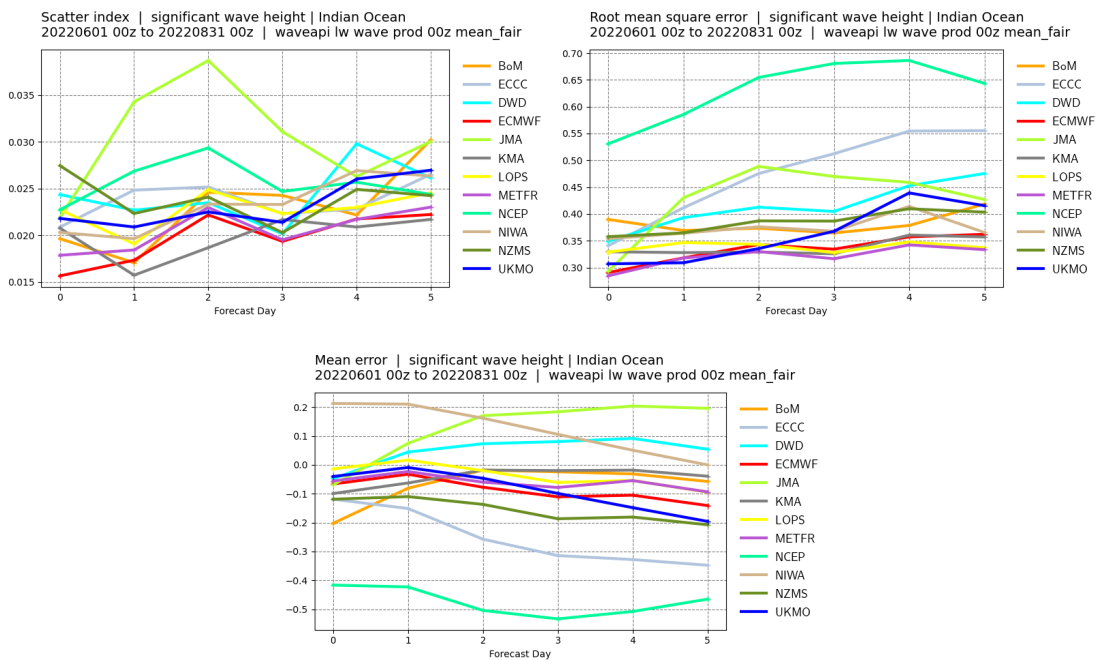 Scatter index | significant wave height | Indian Ocean
20220601 00z to 20220831 00z | waveapi lw wave prod 00z mean_fair
0.035
0.030
0.025
0.020
0.015
0 1 2 3 4 5
Forecast Day
BoM
ECCC
DWD
ECMWF
JMA
KMA
LOPS
METFR
NCEP
NIWA
NZMS
UKMO
Root mean square error | significant wave height | Indian Ocean
20220601 00z to 20220831 00z | waveapi lw wave prod 00z mean_fair
0.70
0.65
0.60
0.55
0.50
0.45
0.40
0.35
0.30
0 1 2 3 4 5
Forecast Day
BoM
ECCC
DWD
ECMWF
JMA
KMA
LOPS
METFR
NCEP
NIWA
NZMS
UKMO
Mean error | significant wave height | Indian Ocean
20220601 00z to 20220831 00z | waveapi lw wave prod 00z mean_fair
0.2
0.1
0.0
−0.1
−0.2
−0.3
−0.4
−0.5
0 1 2 3 4 5
Forecast Day
BoM
ECCC
DWD
ECMWF
JMA
KMA
LOPS
METFR
NCEP
NIWA
NZMS
UKMO